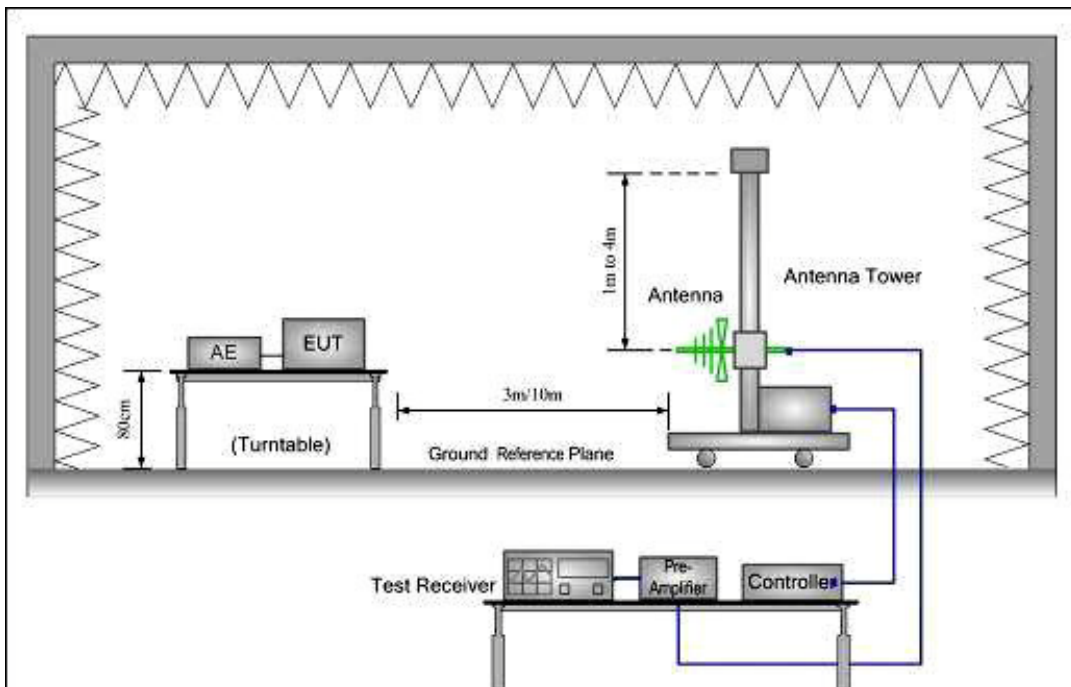 1m to 4m
Antenna Tower
Antenna
AE
EUT
80cm
3m/10m
(Turntable)
Ground Reference Plane
Test Receiver
Pre-
Amplifier
Controller